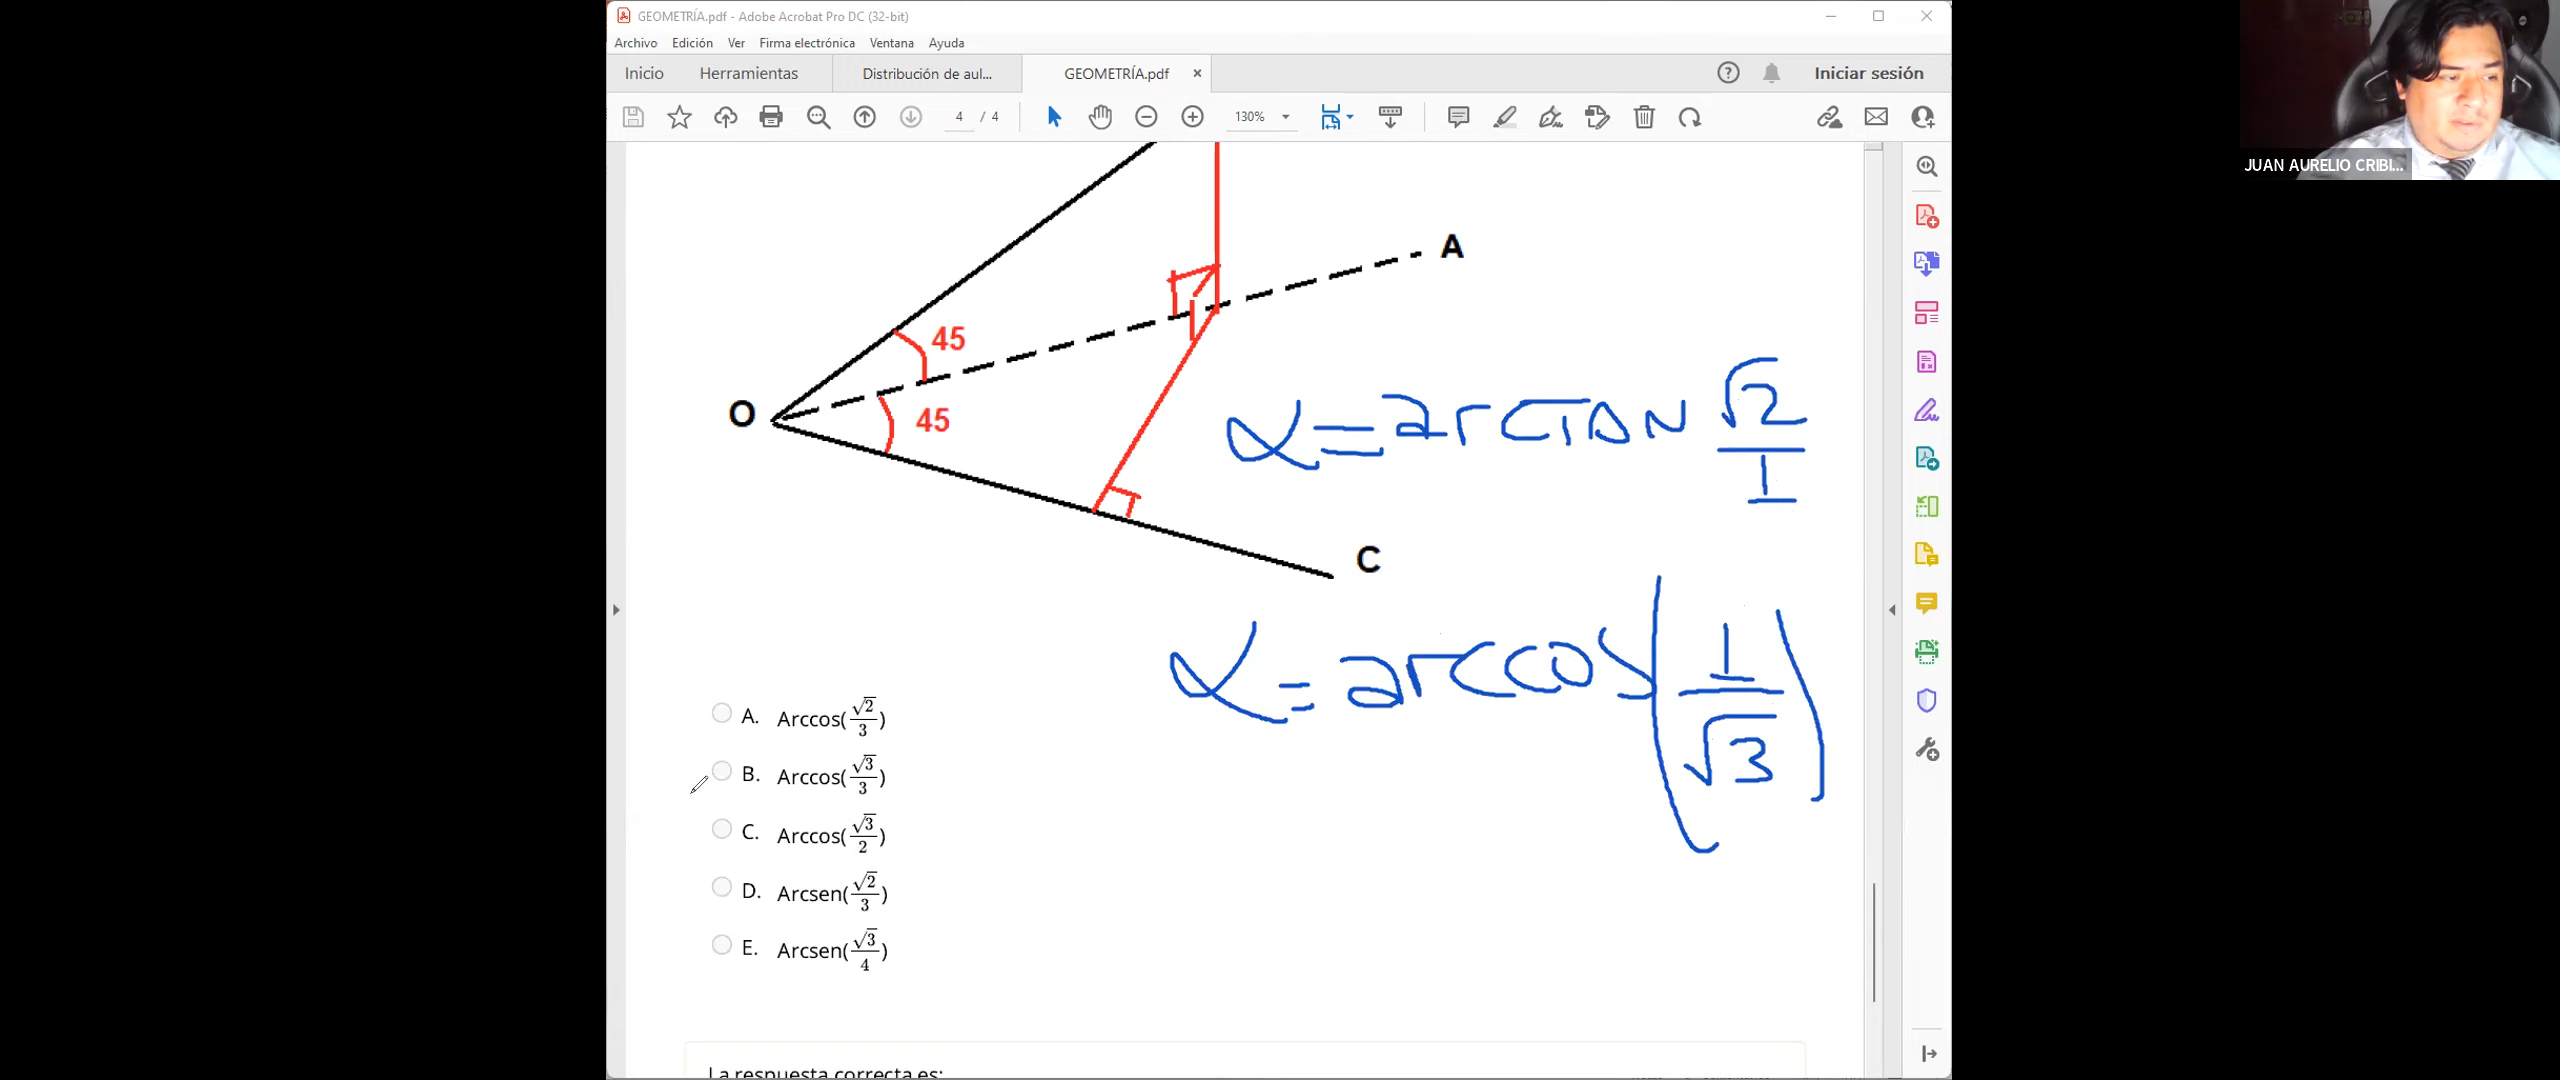 GEOMETRÍA.pdf - Adobe Acrobat Pro DC (32-bit)
Archivo Edición Ver Firma electrónica Ventana Ayuda
Inicio Herramientas Distribución de aul... GEOMETRÍA.pdf × Iniciar sesión
4 / 4 130%
JUAN AURELIO CRIBI...
A
45
O
45
α = arcTAN √2/1
C
α = arccos(1/√3)
A. Arccos(√2/3)
B. Arccos(√3/3)
C. Arccos(√3/2)
D. Arcsen(√2/3)
E. Arcsen(√3/4)
La respuesta correcta es: